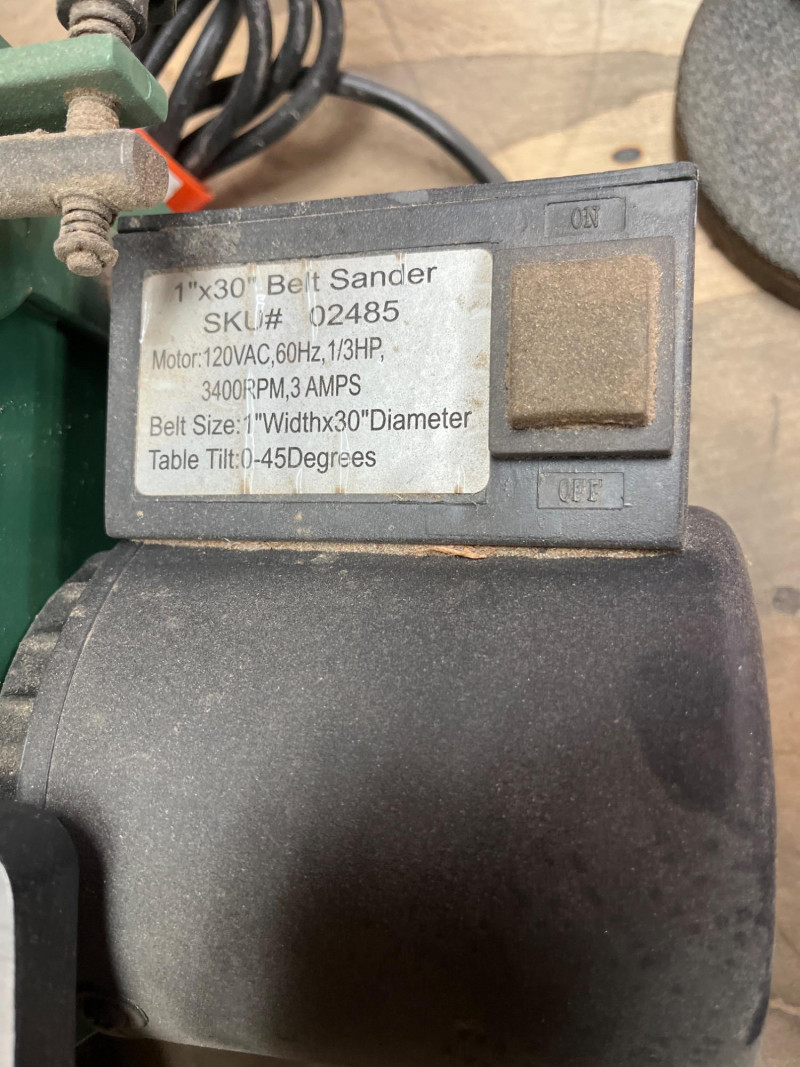 ON
1"x30" Belt Sander
SKU# 02485
Motor:120VAC,60Hz,1/3HP,
3400RPM,3 AMPS
Belt Size:1"Widthx30"Diameter
Table Tilt:0-45Degrees
OFF